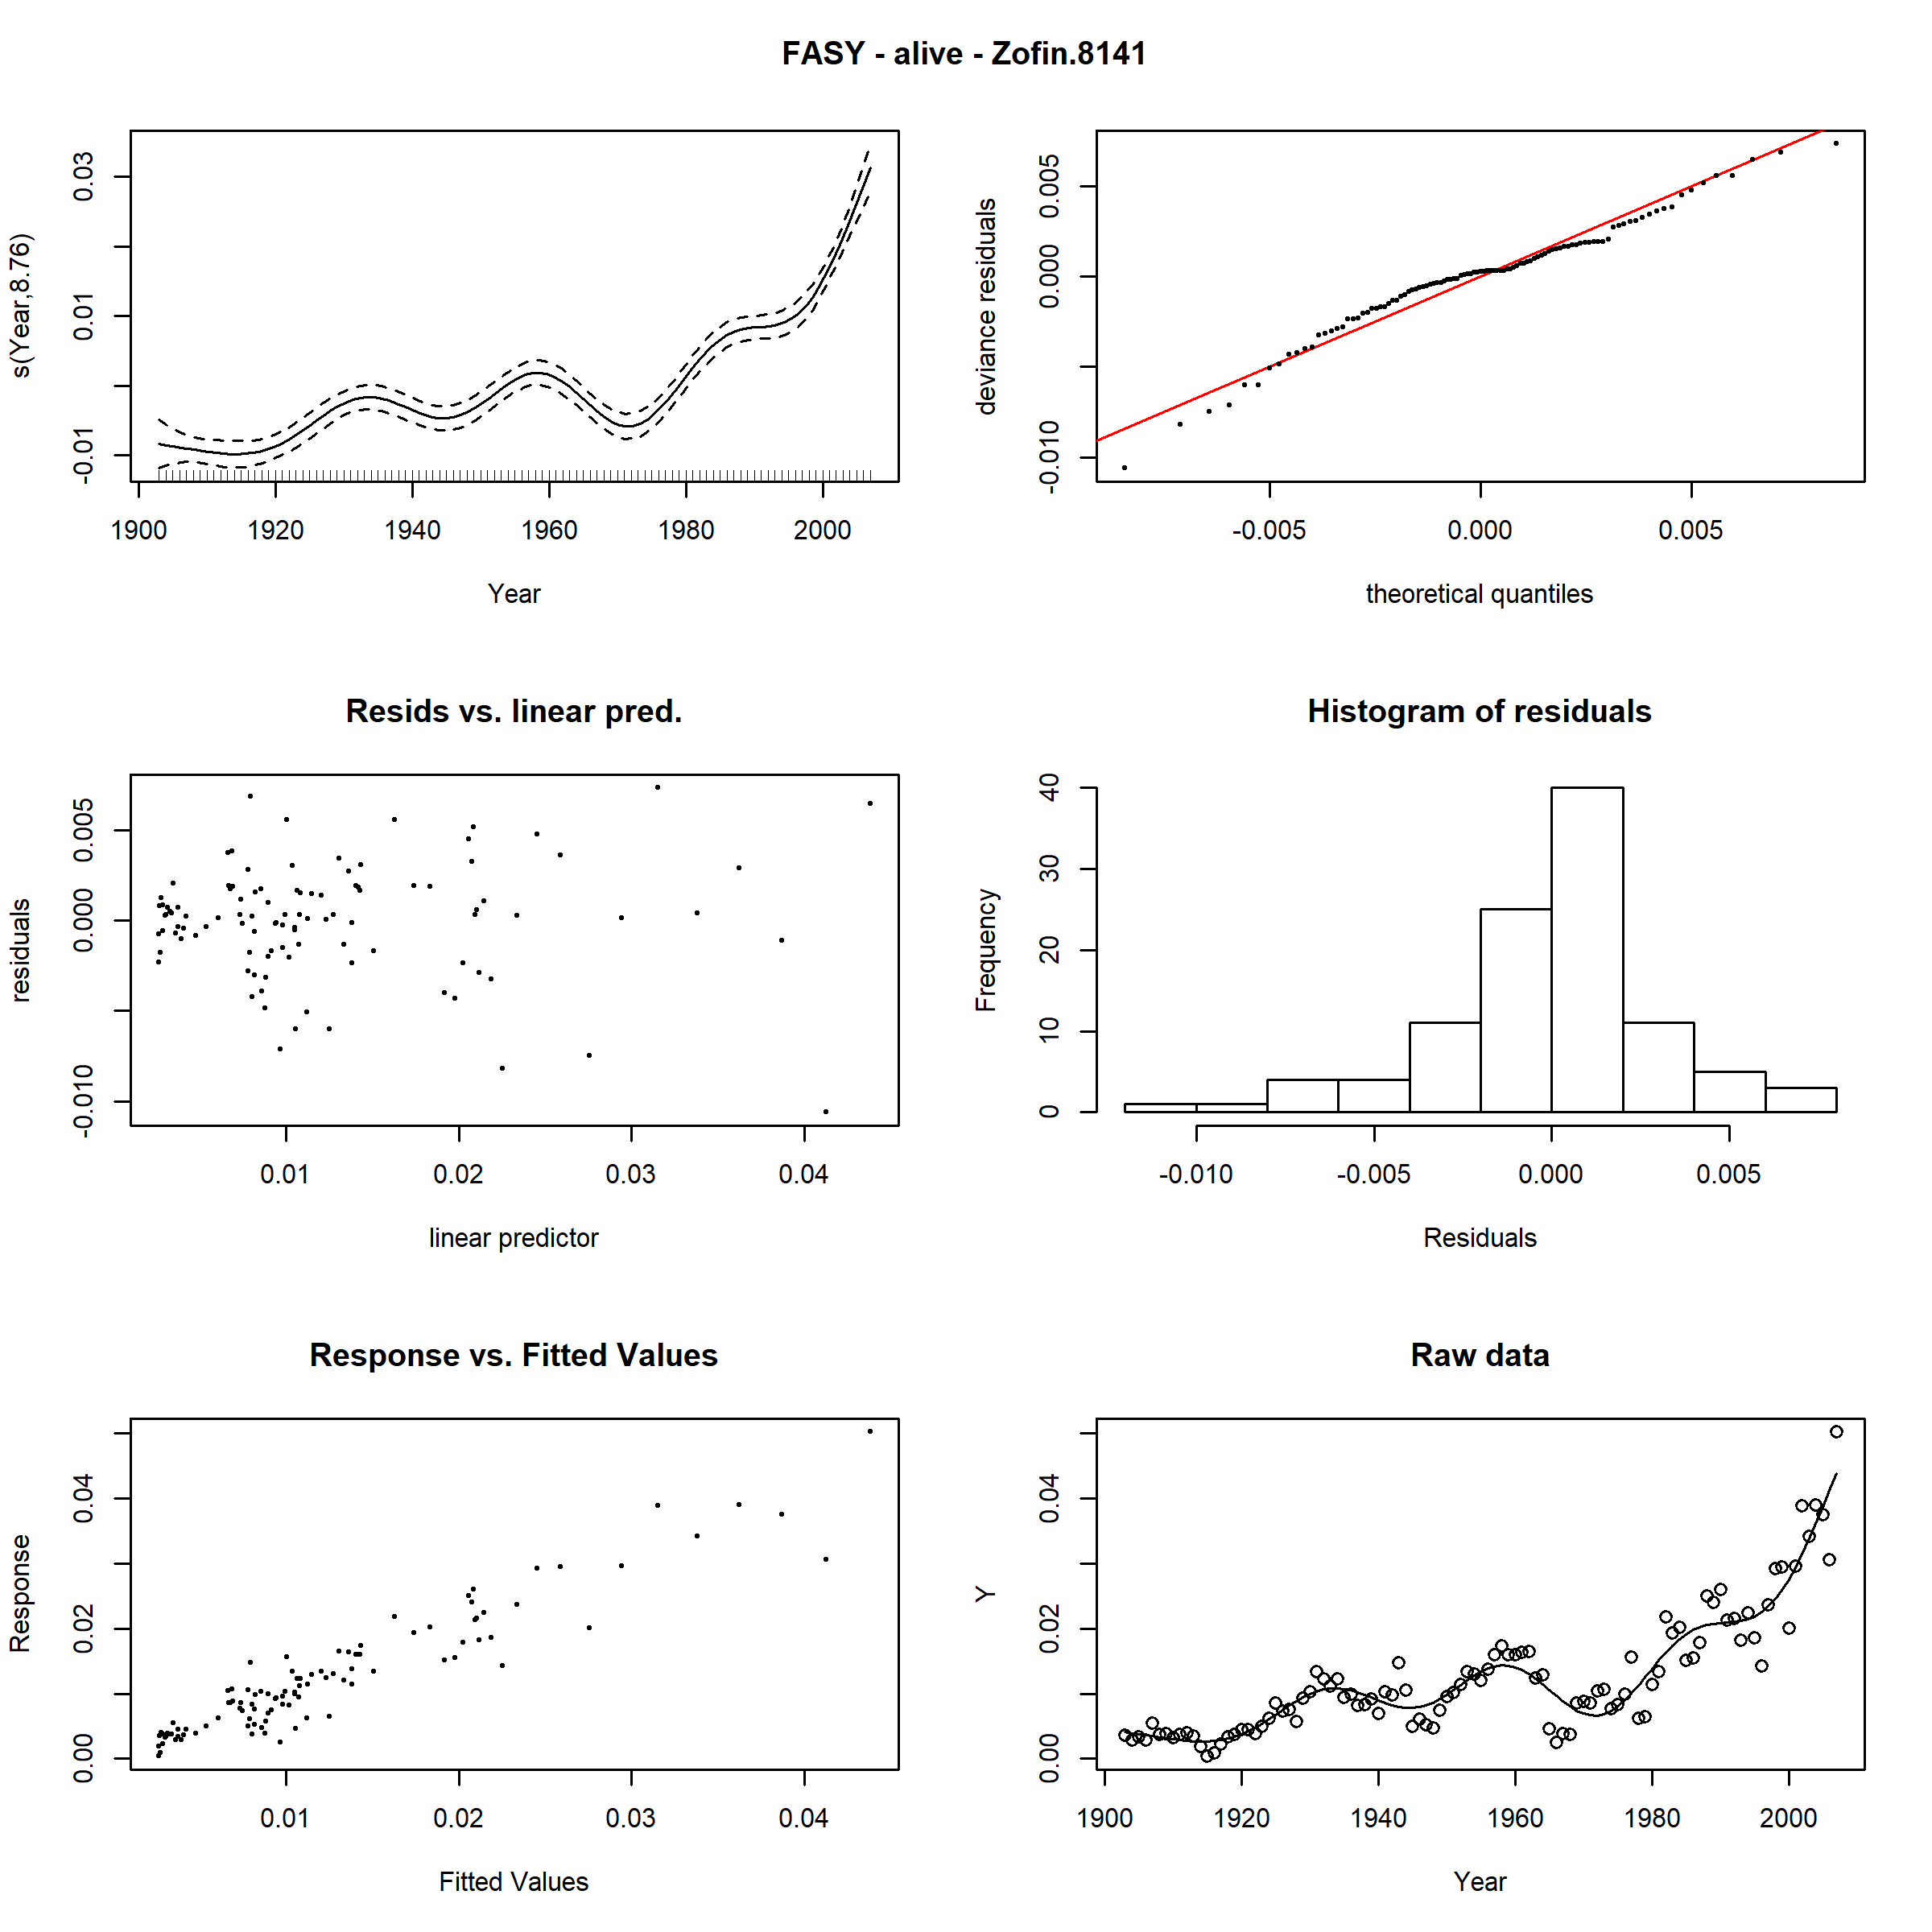 FASY - alive - Zofin.8141
s(Year,8.76)
-0.01 0.01 0.03
1900 1920 1940 1960 1980 2000
Year
deviance residuals
-0.010 0.000 0.005
-0.005 0.000 0.005
theoretical quantiles
Resids vs. linear pred.
residuals
-0.010 0.000 0.005
0.01 0.02 0.03 0.04
linear predictor
Histogram of residuals
Frequency
0 10 20 30 40
-0.010 -0.005 0.000 0.005
Residuals
Response vs. Fitted Values
Response
0.00 0.02 0.04
0.01 0.02 0.03 0.04
Fitted Values
Raw data
Y
0.00 0.02 0.04
1900 1920 1940 1960 1980 2000
Year